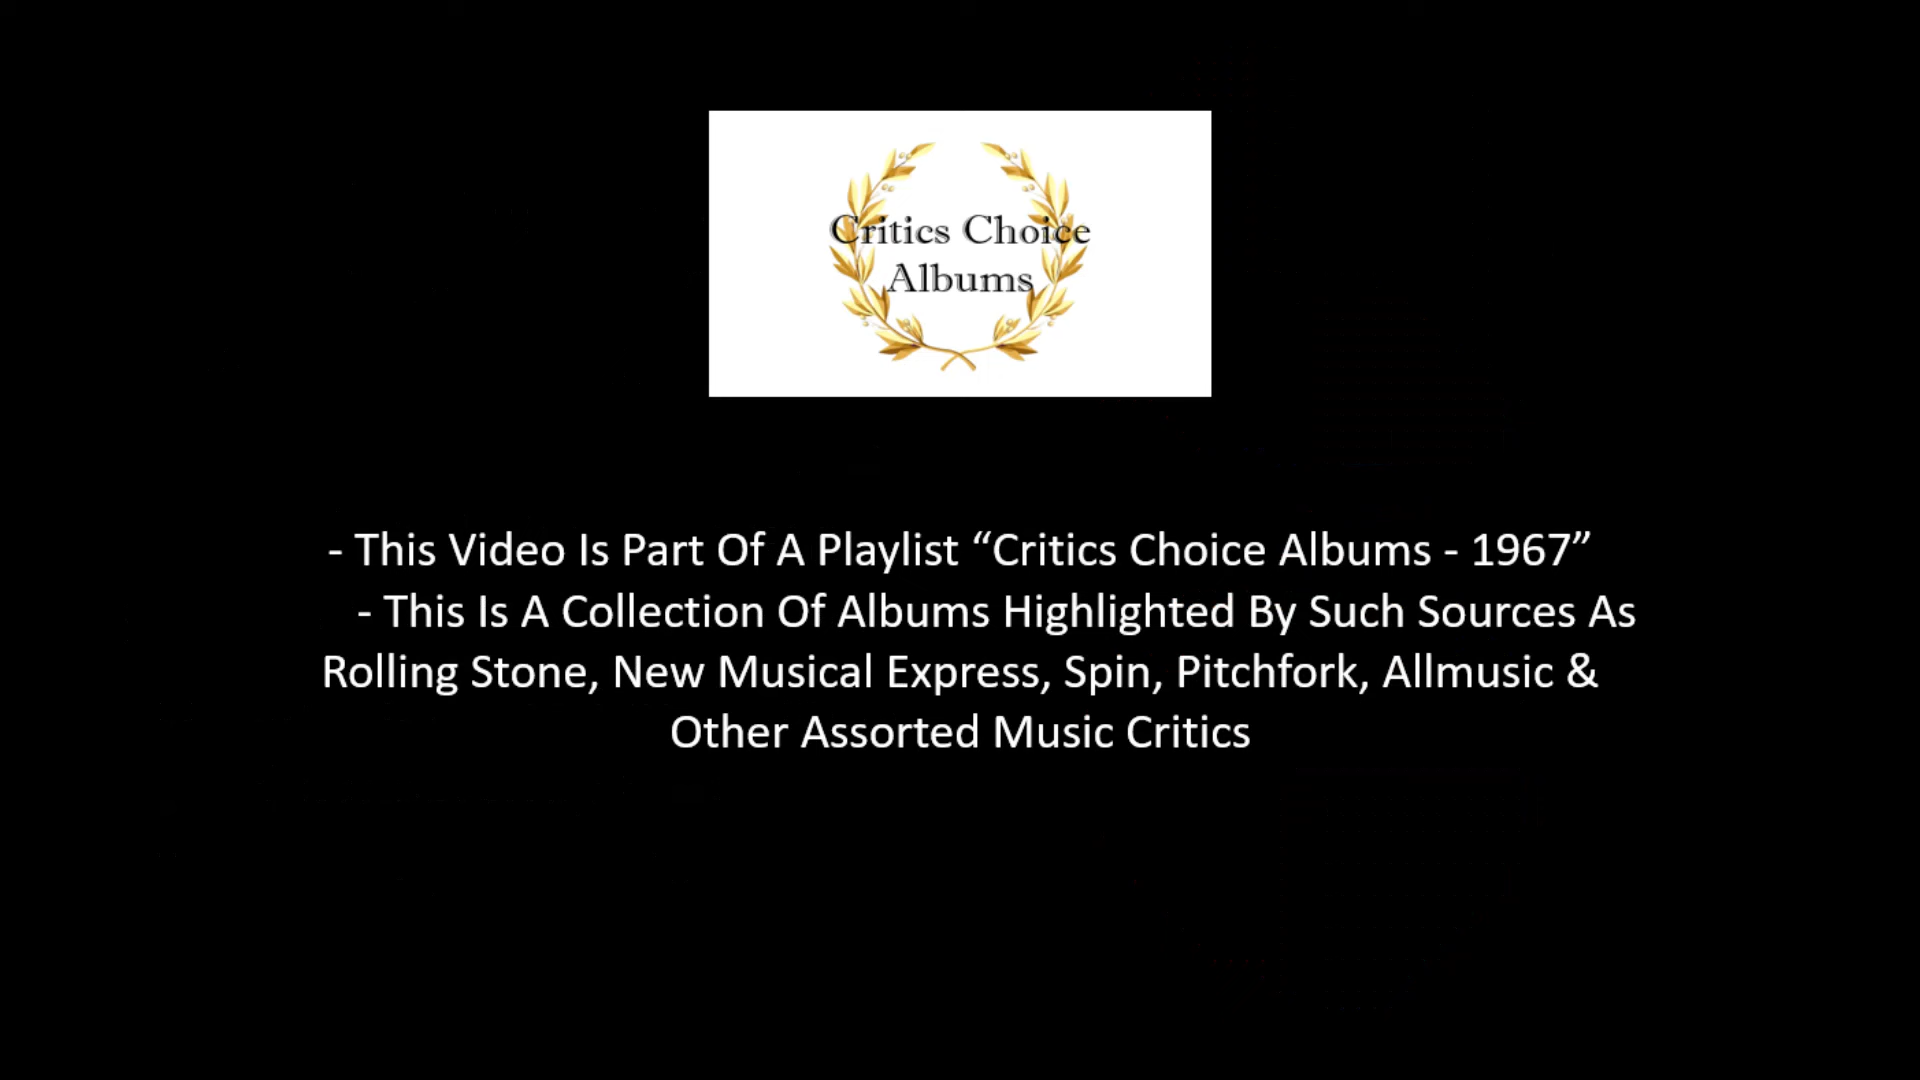 Critics Choice
Albums
- This Video Is Part Of A Playlist “Critics Choice Albums - 1967”
- This Is A Collection Of Albums Highlighted By Such Sources As
Rolling Stone, New Musical Express, Spin, Pitchfork, Allmusic &
Other Assorted Music Critics